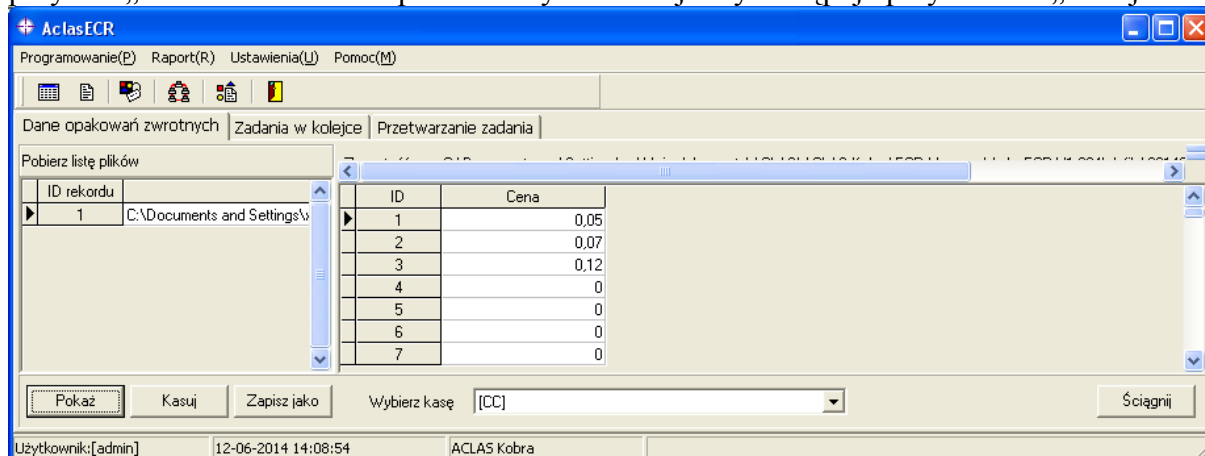 AclasECR
Programowanie(P) Raport(R) Ustawienia(U) Pomoc(M)
Dane opakowań zwrotnych Zadania w kolejce Przetwarzanie zadania
Pobierz listę plików
ID rekordu
1 C:\Documents and Settings\
ID Cena
1 0,05
2 0,07
3 0,12
4 0
5 0
6 0
7 0
Pokaż Kasuj Zapisz jako Wybierz kasę [CC] Ściągnij
Użytkownik:[admin] 12-06-2014 14:08:54 ACLAS Kobra